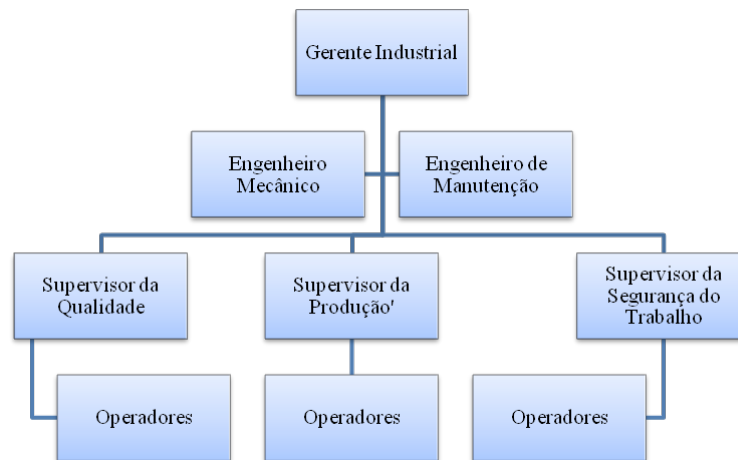 Gerente Industrial
Engenheiro
Mecânico
Engenheiro de
Manutenção
Supervisor da
Qualidade
Supervisor da
Produção'
Supervisor da
Segurança do
Trabalho
Operadores
Operadores
Operadores